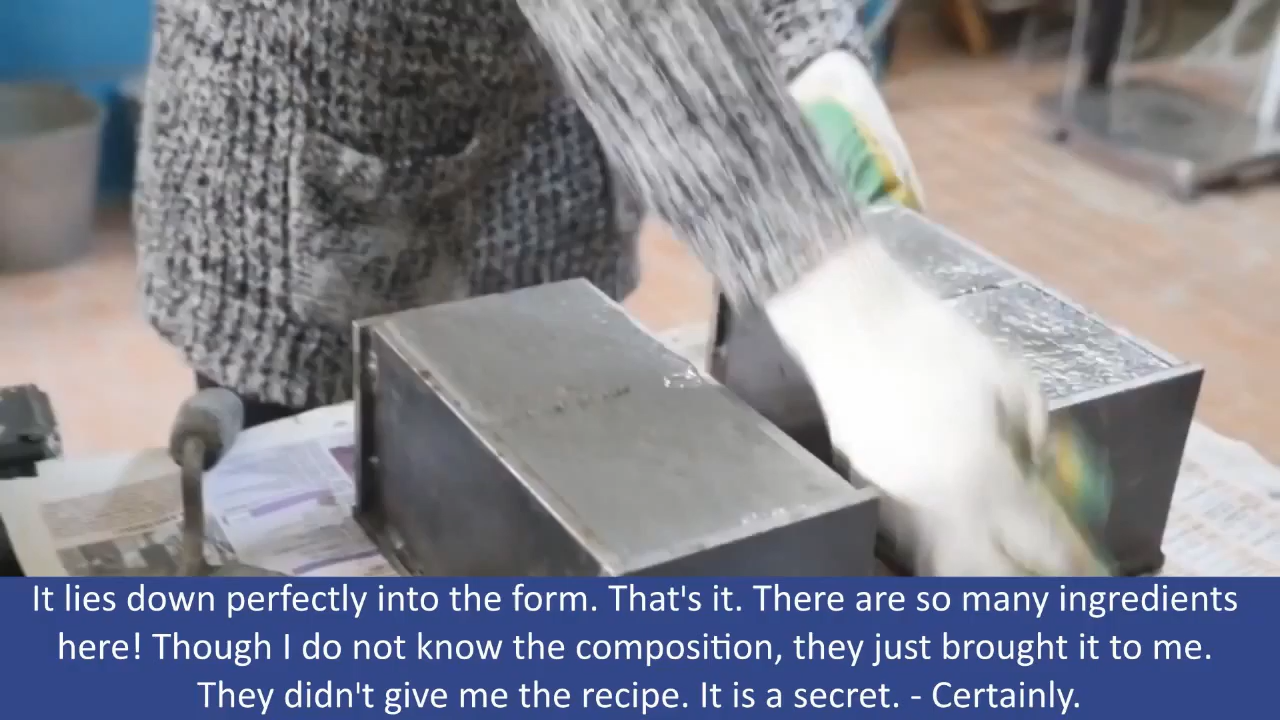 It lies down perfectly into the form. That's it. There are so many ingredients
here! Though I do not know the composition, they just brought it to me.
They didn't give me the recipe. It is a secret. - Certainly.